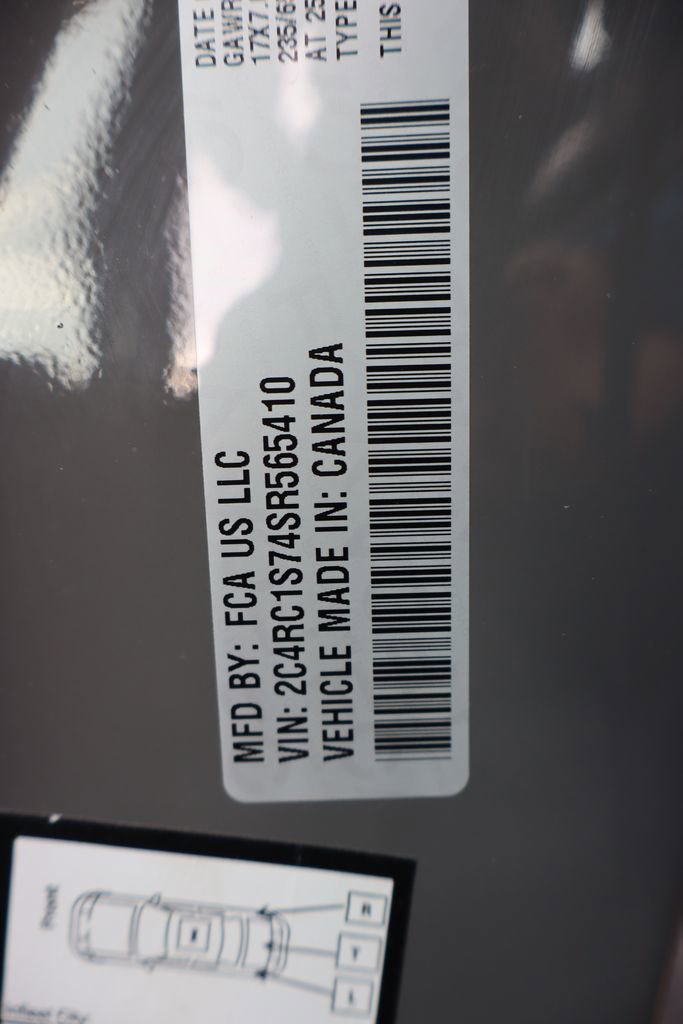 MFD BY: FCA US LLC
VIN: 2C4RC1S74SR565410
VEHICLE MADE IN: CANADA
DATE
GAWR
17X7.
235/6
AT 25
TYPE
THIS
Front
R
Y
L